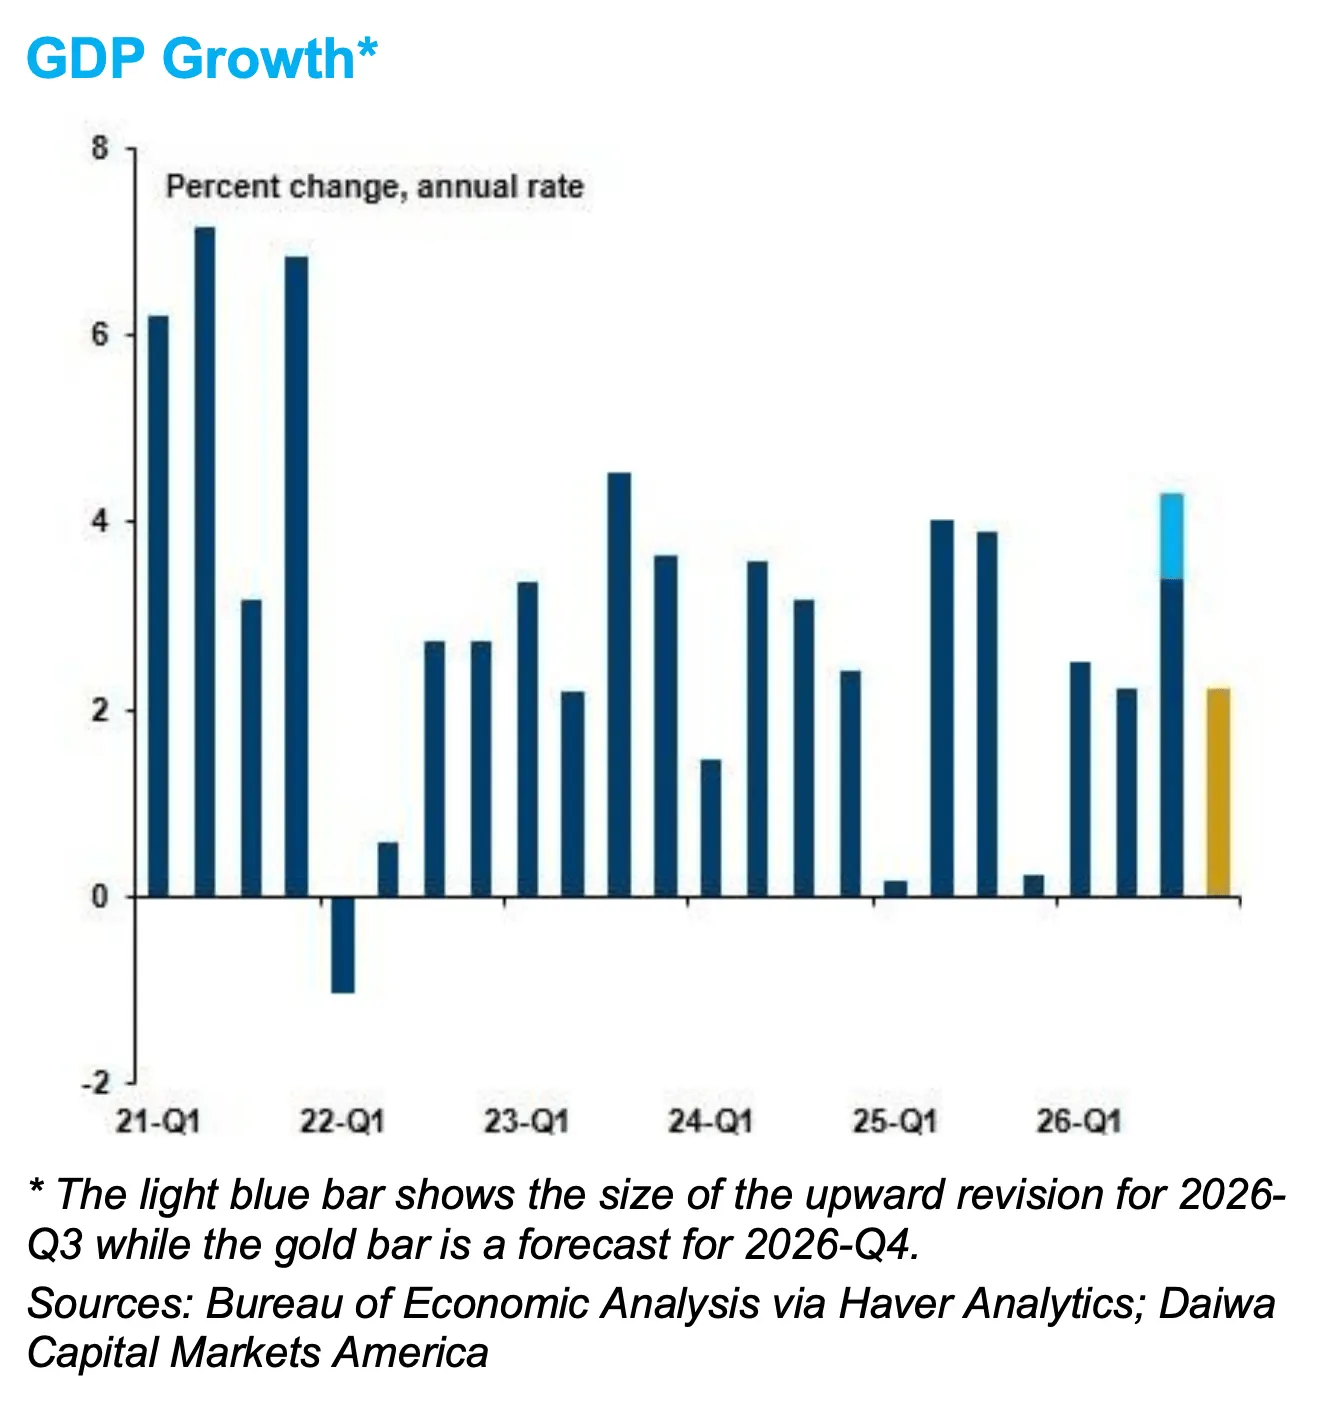 GDP Growth*
8
Percent change, annual rate
6
4
2
0
-2
21-Q1 22-Q1 23-Q1 24-Q1 25-Q1 26-Q1
* The light blue bar shows the size of the upward revision for 2026-
Q3 while the gold bar is a forecast for 2026-Q4.
Sources: Bureau of Economic Analysis via Haver Analytics; Daiwa
Capital Markets America